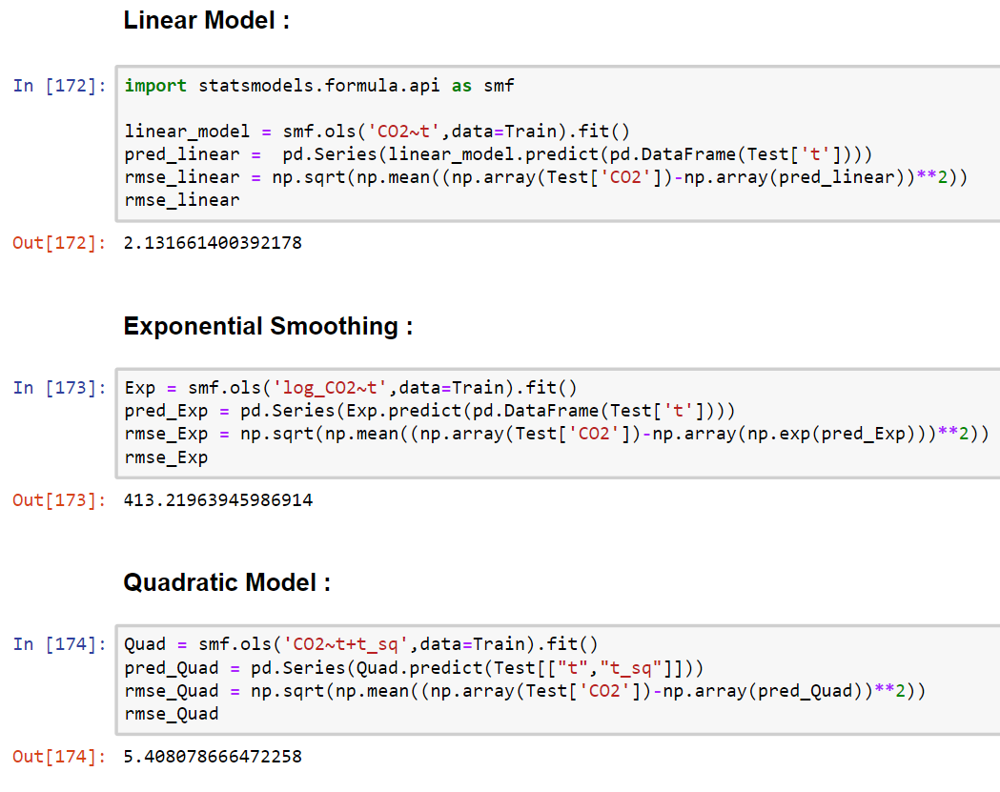 Linear Model :
In [172]: import statsmodels.formula.api as smf
linear_model = smf.ols('CO2~t',data=Train).fit()
pred_linear =  pd.Series(linear_model.predict(pd.DataFrame(Test['t'])))
rmse_linear = np.sqrt(np.mean((np.array(Test['CO2'])-np.array(pred_linear))**2))
rmse_linear
Out[172]: 2.131661400392178
Exponential Smoothing :
In [173]: Exp = smf.ols('log_CO2~t',data=Train).fit()
pred_Exp = pd.Series(Exp.predict(pd.DataFrame(Test['t'])))
rmse_Exp = np.sqrt(np.mean((np.array(Test['CO2'])-np.array(np.exp(pred_Exp)))**2))
rmse_Exp
Out[173]: 413.21963945986914
Quadratic Model :
In [174]: Quad = smf.ols('CO2~t+t_sq',data=Train).fit()
pred_Quad = pd.Series(Quad.predict(Test[["t","t_sq"]]))
rmse_Quad = np.sqrt(np.mean((np.array(Test['CO2'])-np.array(pred_Quad))**2))
rmse_Quad
Out[174]: 5.408078666472258